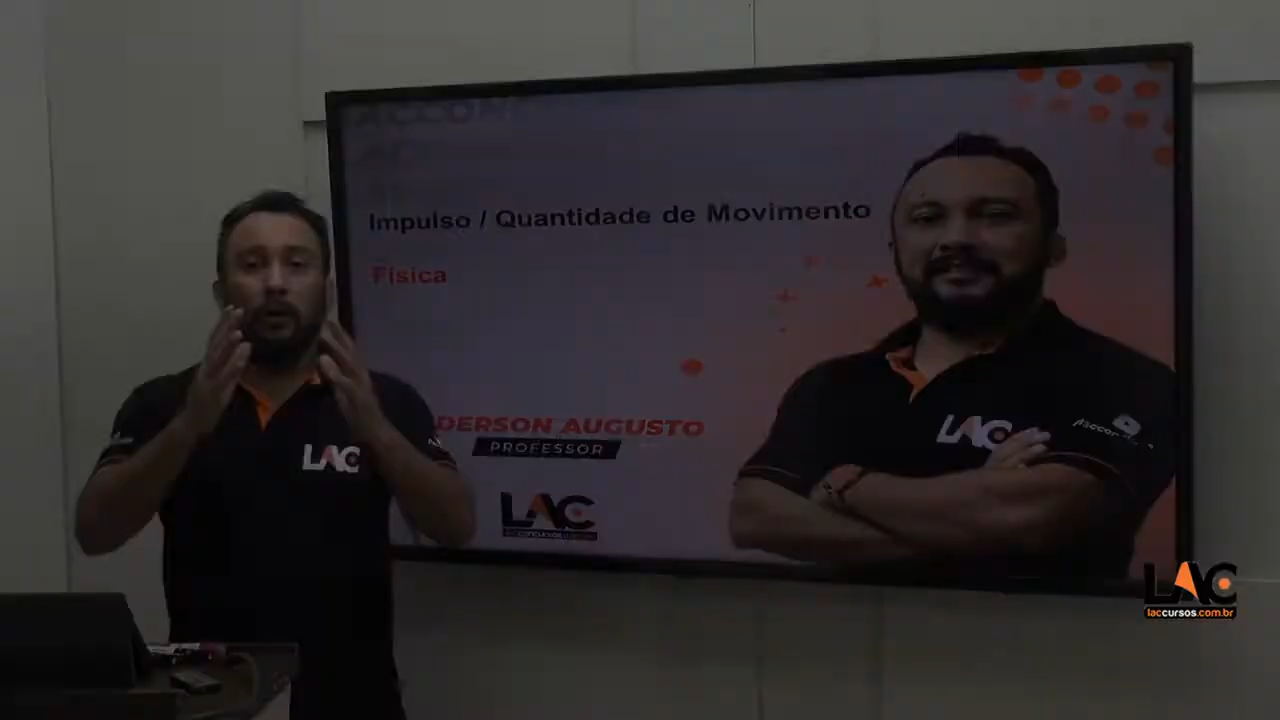 Impulso / Quantidade de Movimento
Física
DERSON AUGUSTO
PROFESSOR
LAC
LAC
LAC
LAC
laccursos.com.br